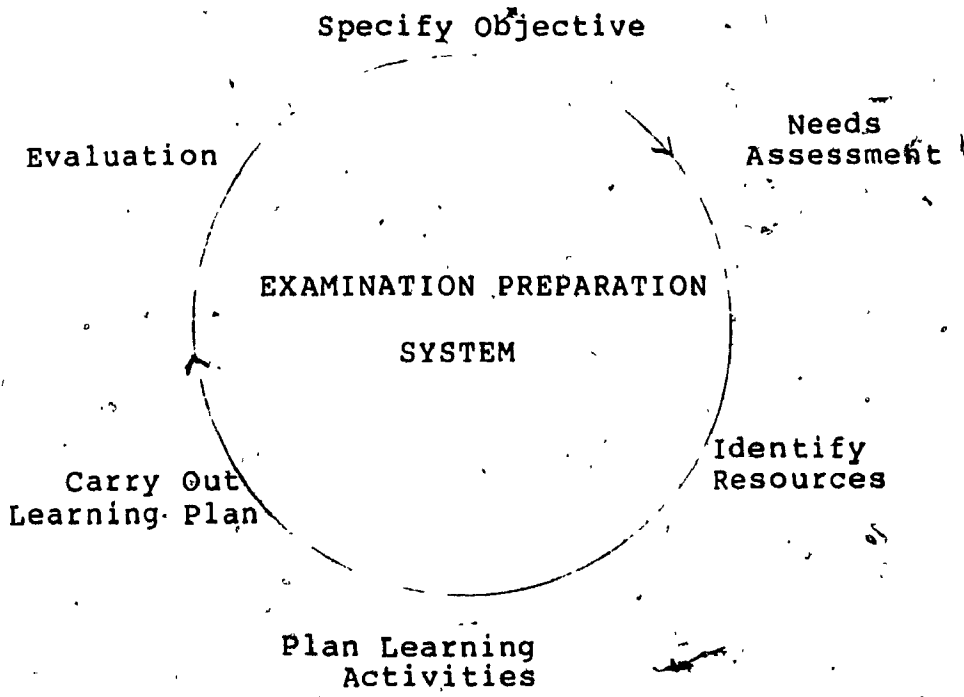 Specify Objective
Needs
Assessment
Evaluation
EXAMINATION PREPARATION
SYSTEM
Identify
Resources
Carry Out
Learning Plan
Plan Learning
Activities